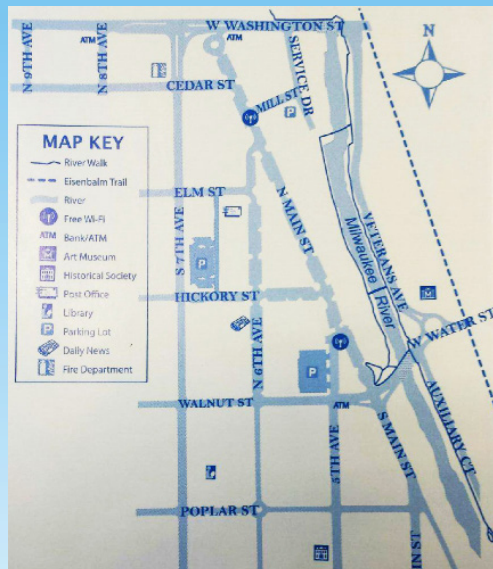 W WASHINGTON ST
N
N 9TH AVE
N 8TH AVE
ATM
ATM
SERVICE DR
CEDAR ST
MILL ST
P
MAP KEY
River Walk
Eisenbalm Trail
River
Free Wi-Fi
ATM Bank/ATM
Art Museum
Historical Society
Post Office
Library
P Parking Lot
Daily News
Fire Department
ELM ST
N MAIN ST
S 7TH AVE
P
Milwaukee River
VETERANS AVE
HICKORY ST
N 6TH AVE
W WATER ST
P
WALNUT ST
ATM
5TH AVE
S MAIN ST
AUXILIARY CT
POPLAR ST
IN ST